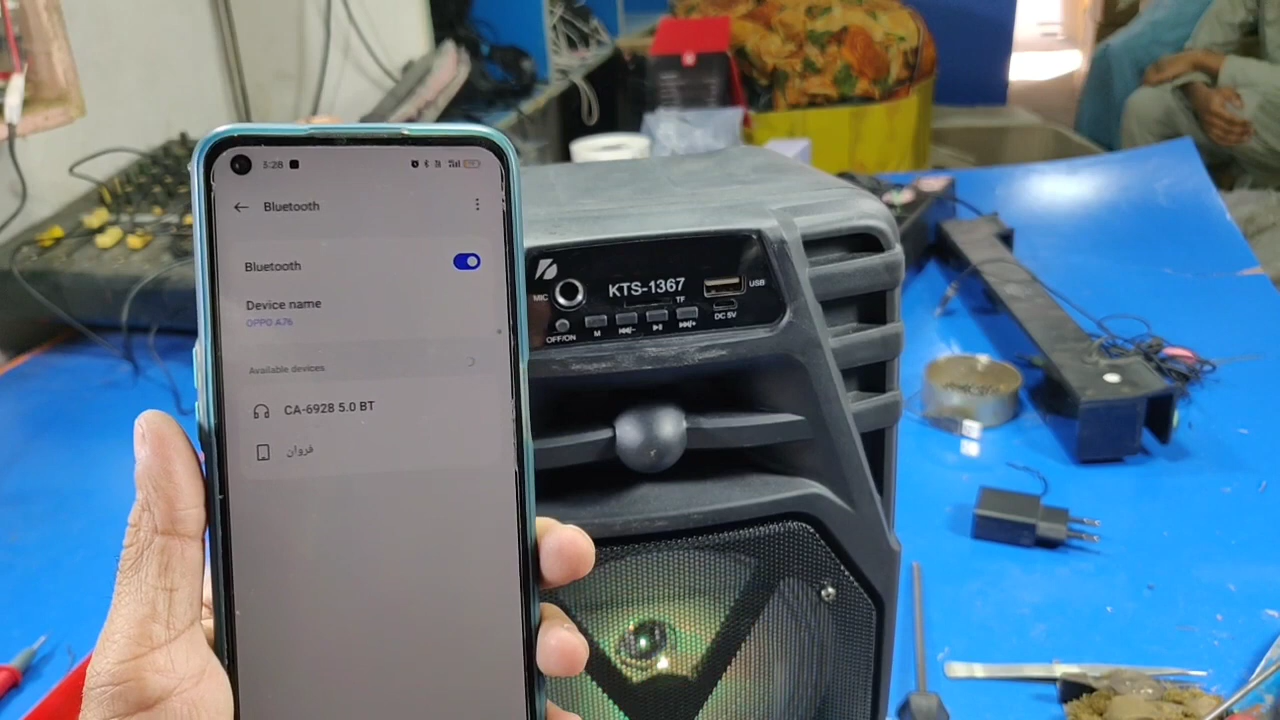 5:28
Bluetooth
Bluetooth
Device name
OPPO A76
Available devices
CA-6928 5.0 BT
فروان
MIC
KTS-1367
USB
TF
OFF/ON
M
DC 5V